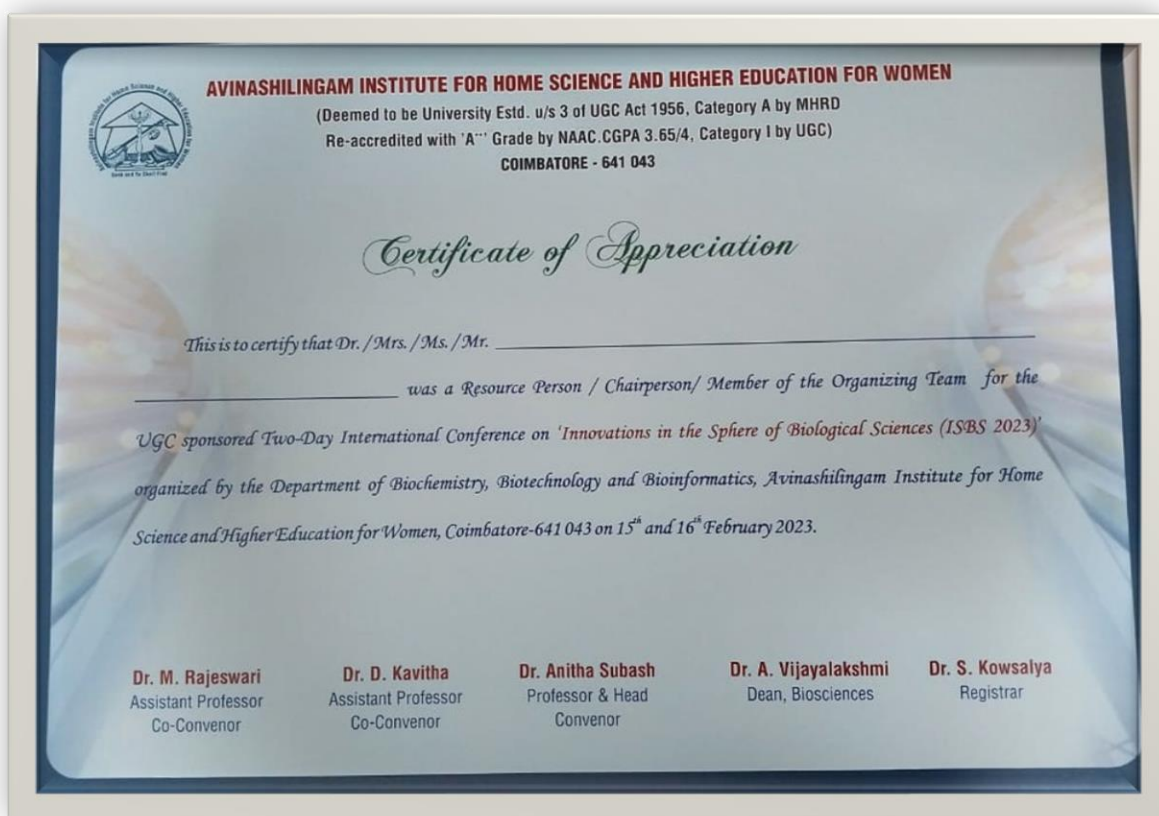 AVINASHILINGAM INSTITUTE FOR HOME SCIENCE AND HIGHER EDUCATION FOR WOMEN
(Deemed to be University Estd. u/s 3 of UGC Act 1956, Category A by MHRD
Re-accredited with 'A++' Grade by NAAC.CGPA 3.65/4, Category I by UGC)
COIMBATORE - 641 043
Certificate of Appreciation
This is to certify that Dr. / Mrs. / Ms. / Mr.
was a Resource Person / Chairperson/ Member of the Organizing Team for the
UGC sponsored Two-Day International Conference on 'Innovations in the Sphere of Biological Sciences (ISBS 2023)'
organized by the Department of Biochemistry, Biotechnology and Bioinformatics, Avinashilingam Institute for Home
Science and Higher Education for Women, Coimbatore-641 043 on 15th and 16th February 2023.
Dr. M. Rajeswari
Assistant Professor
Co-Convenor
Dr. D. Kavitha
Assistant Professor
Co-Convenor
Dr. Anitha Subash
Professor & Head
Convenor
Dr. A. Vijayalakshmi
Dean, Biosciences
Dr. S. Kowsalya
Registrar